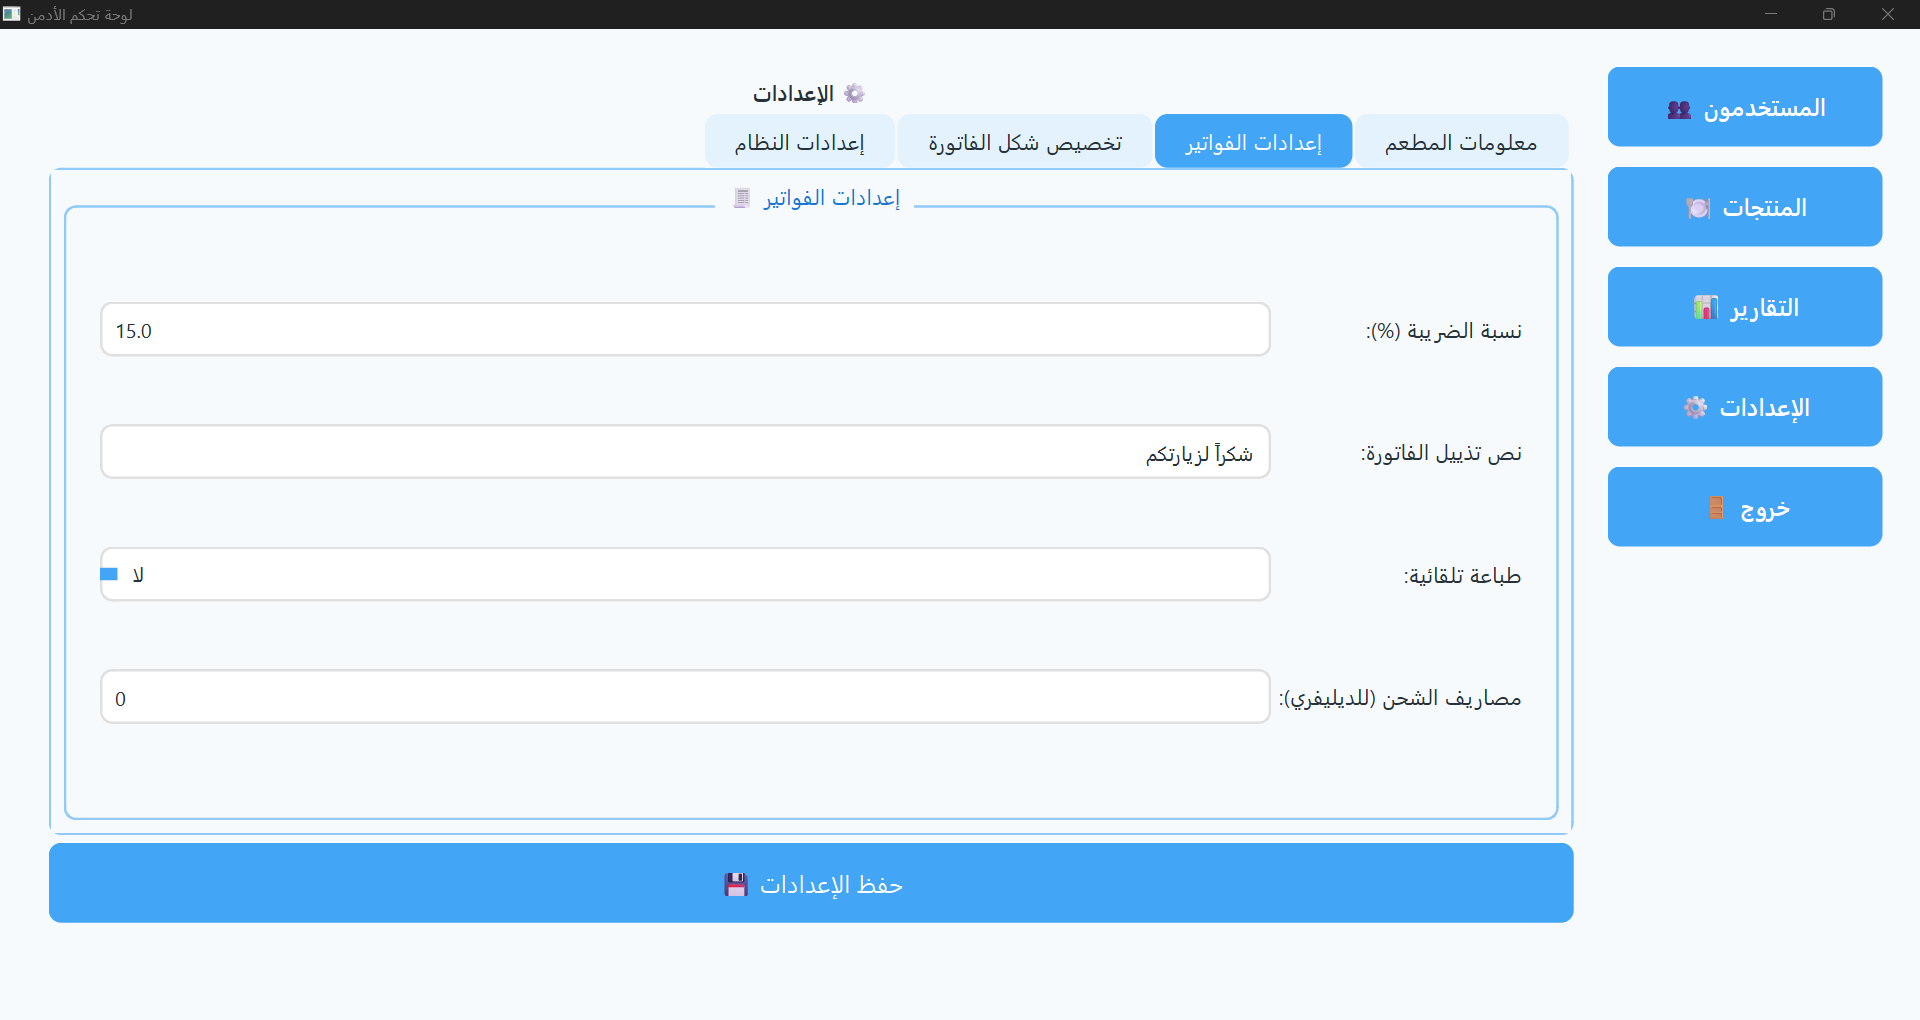 لوحة تحكم الأدمن
المستخدمون
المنتجات
التقارير
الإعدادات
خروج
الإعدادات
معلومات المطعم
إعدادات الفواتير
تخصيص شكل الفاتورة
إعدادات النظام
إعدادات الفواتير
نسبة الضريبة (%):
15.0
نص تذييل الفاتورة:
شكراً لزيارتكم
طباعة تلقائية:
لا
مصاريف الشحن (للديليفري):
0
حفظ الإعدادات